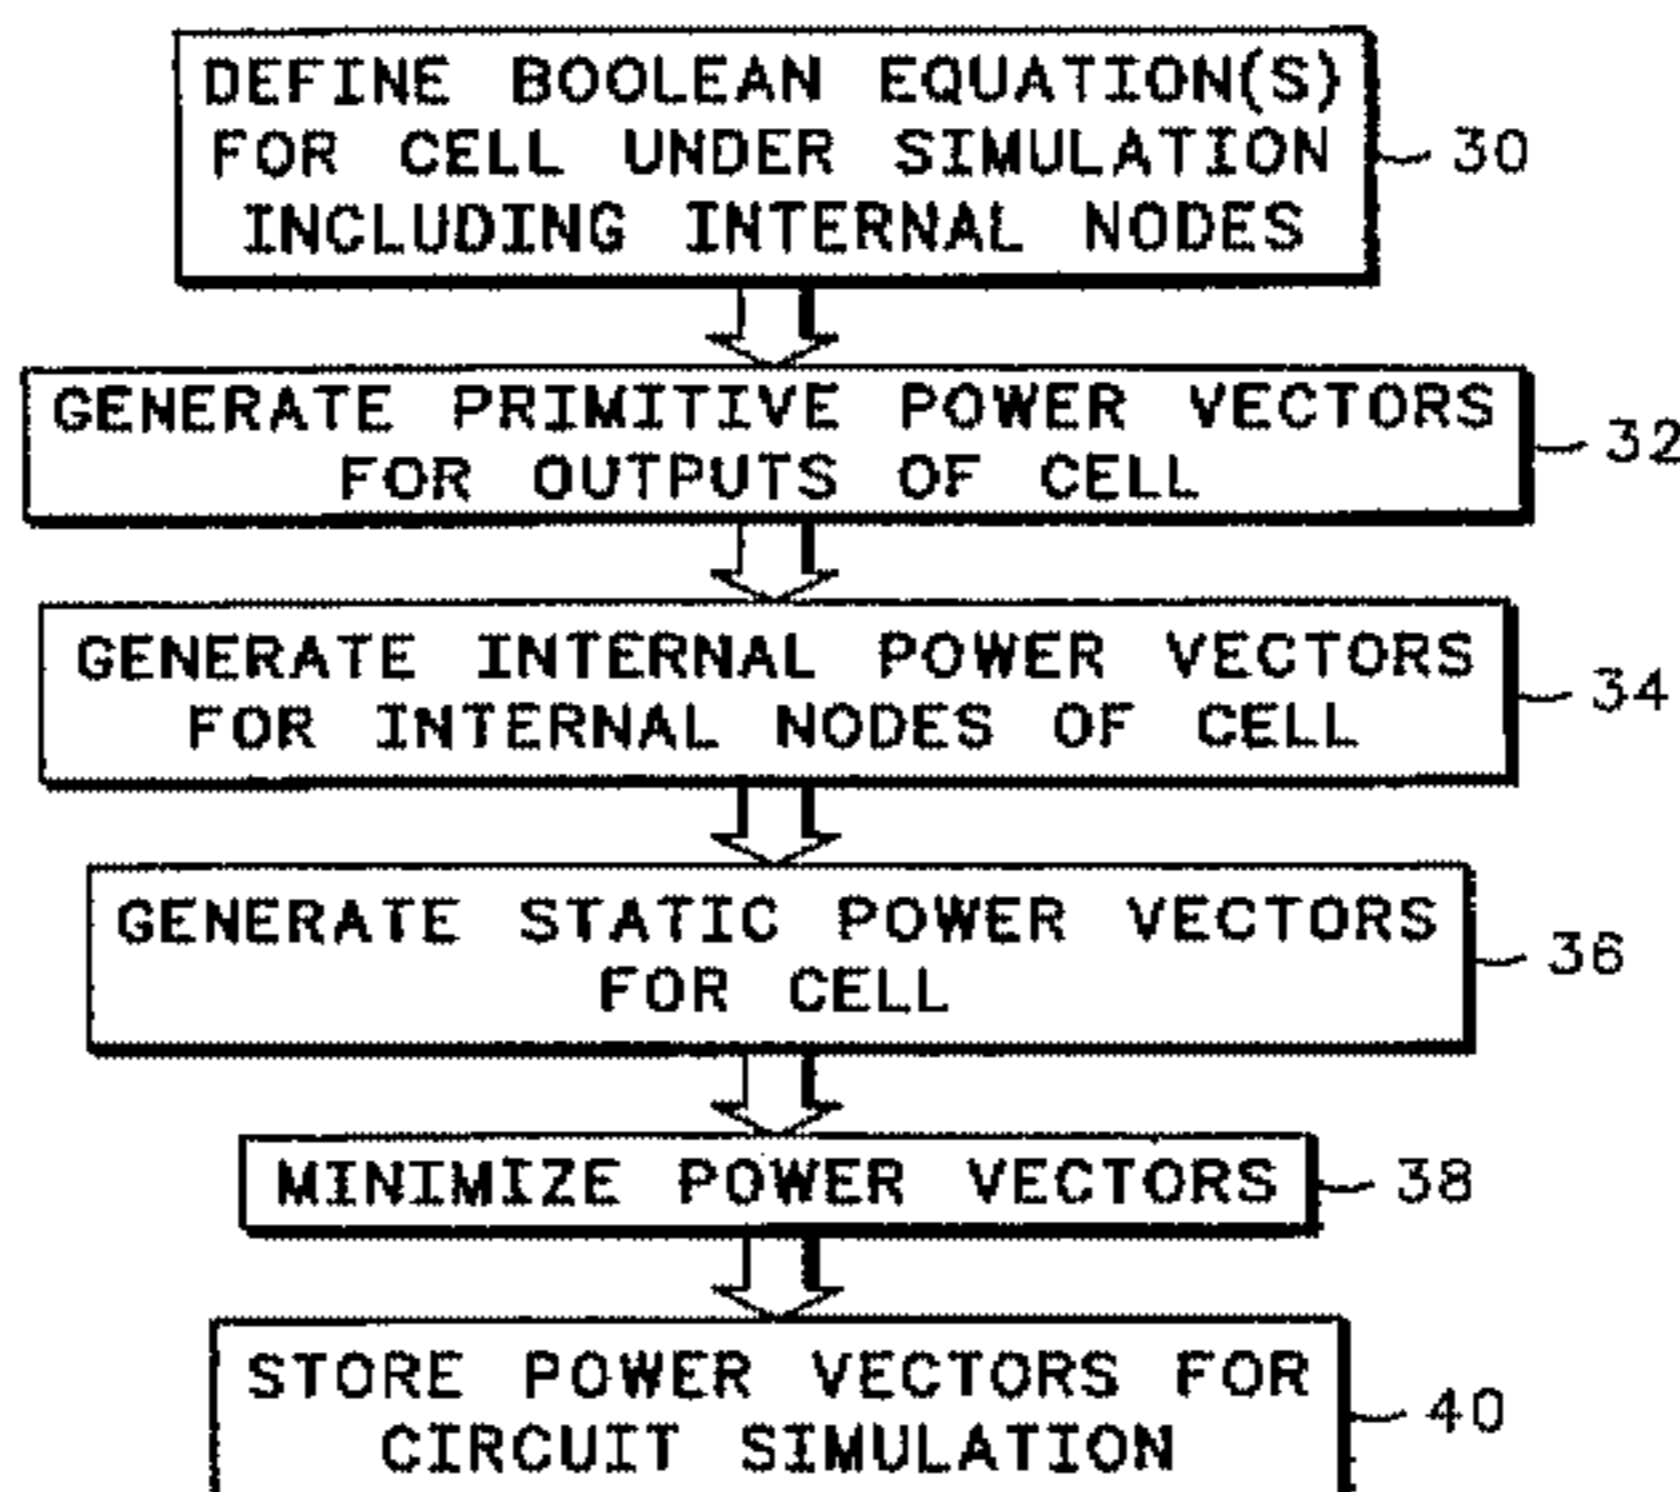 DEFINE BOOLEAN EQUATION(S)
FOR CELL UNDER SIMULATION
INCLUDING INTERNAL NODES
30
GENERATE PRIMITIVE POWER VECTORS
FOR OUTPUTS OF CELL
32
GENERATE INTERNAL POWER VECTORS
FOR INTERNAL NODES OF CELL
34
GENERATE STATIC POWER VECTORS
FOR CELL
36
MINIMIZE POWER VECTORS
38
STORE POWER VECTORS FOR
CIRCUIT SIMULATION
40